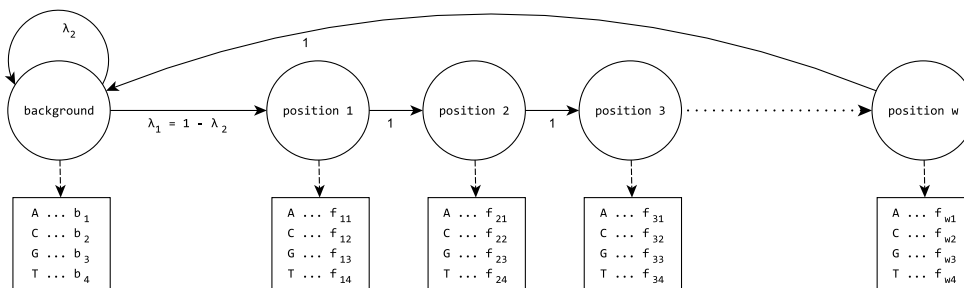 λ2
1
background
position 1
position 2
position 3
position w
λ1 = 1 - λ2
1
1
A ... b1
C ... b2
G ... b3
T ... b4
A ... f11
C ... f12
G ... f13
T ... f14
A ... f21
C ... f22
G ... f23
T ... f24
A ... f31
C ... f32
G ... f33
T ... f34
A ... fw1
C ... fw2
G ... fw3
T ... fw4